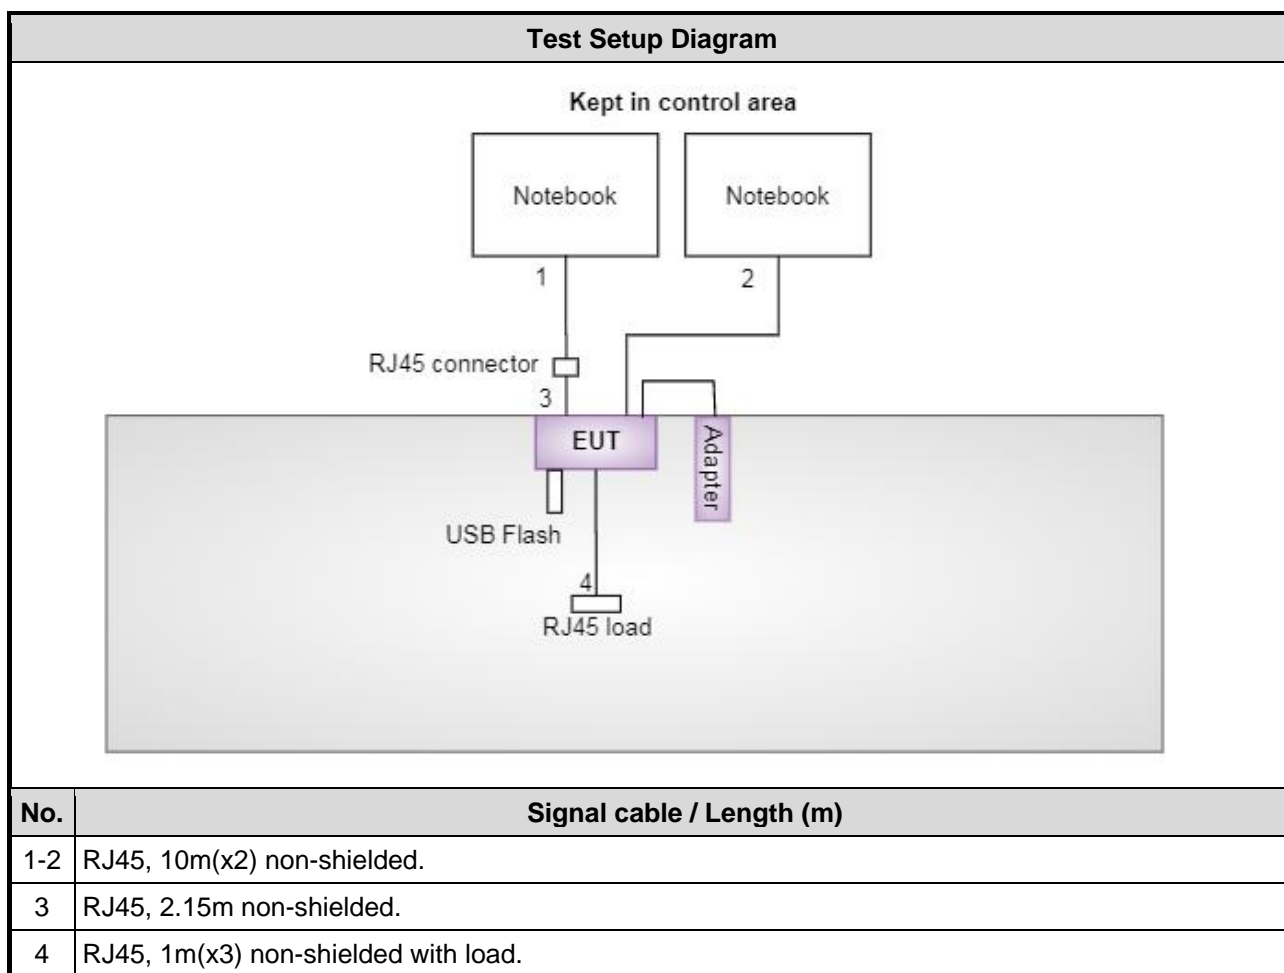 Test Setup Diagram
Kept in control area
Notebook
Notebook
1
2
RJ45 connector
3
EUT
Adapter
USB Flash
4
RJ45 load
No. Signal cable / Length (m)
1-2 RJ45, 10m(x2) non-shielded.
3 RJ45, 2.15m non-shielded.
4 RJ45, 1m(x3) non-shielded with load.